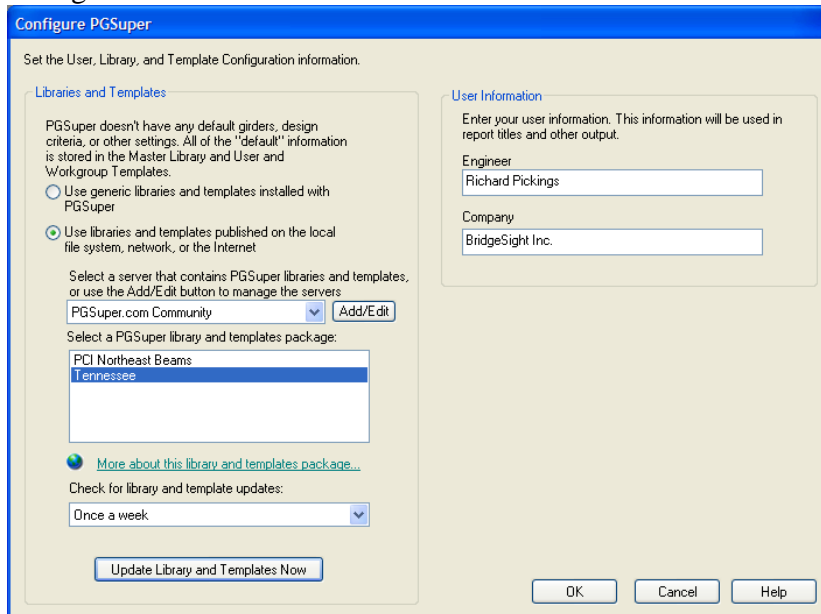 Configure PGSuper
Set the User, Library, and Template Configuration information.
Libraries and Templates
PGSuper doesn't have any default girders, design
criteria, or other settings. All of the "default" information
is stored in the Master Library and User and
Workgroup Templates.
Use generic libraries and templates installed with
PGSuper
Use libraries and templates published on the local
file system, network, or the Internet
Select a server that contains PGSuper libraries and templates,
or use the Add/Edit button to manage the servers
PGSuper.com Community
Add/Edit
Select a PGSuper library and templates package:
PCI Northeast Beams
Tennessee
More about this library and templates package...
Check for library and template updates:
Once a week
Update Library and Templates Now
User Information
Enter your user information. This information will be used in
report titles and other output.
Engineer
Richard Pickings
Company
BridgeSight Inc.
OK
Cancel
Help